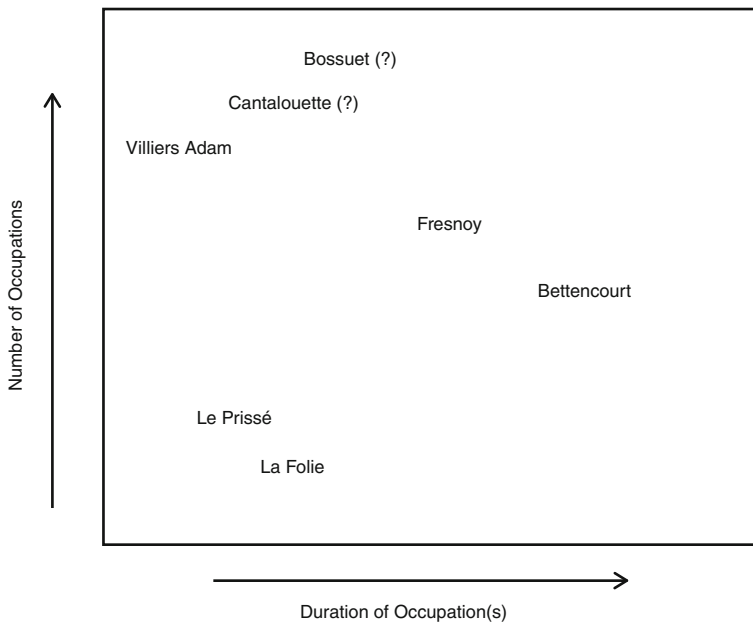 Bossuet (?)
Cantalouette (?)
Villiers Adam
Fresnoy
Bettencourt
Number of Occupations
Le Prissé
La Folie
Duration of Occupation(s)